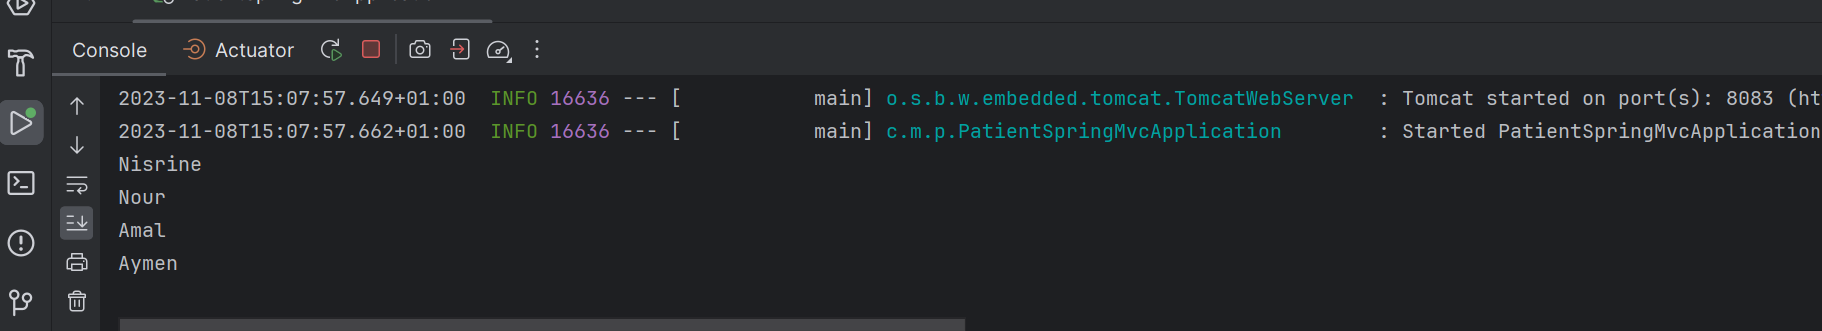 Console Actuator
2023-11-08T15:07:57.649+01:00  INFO 16636 --- [           main] o.s.b.w.embedded.tomcat.TomcatWebServer  : Tomcat started on port(s): 8083 (ht
2023-11-08T15:07:57.662+01:00  INFO 16636 --- [           main] c.m.p.PatientSpringMvcApplication        : Started PatientSpringMvcApplication
Nisrine
Nour
Amal
Aymen